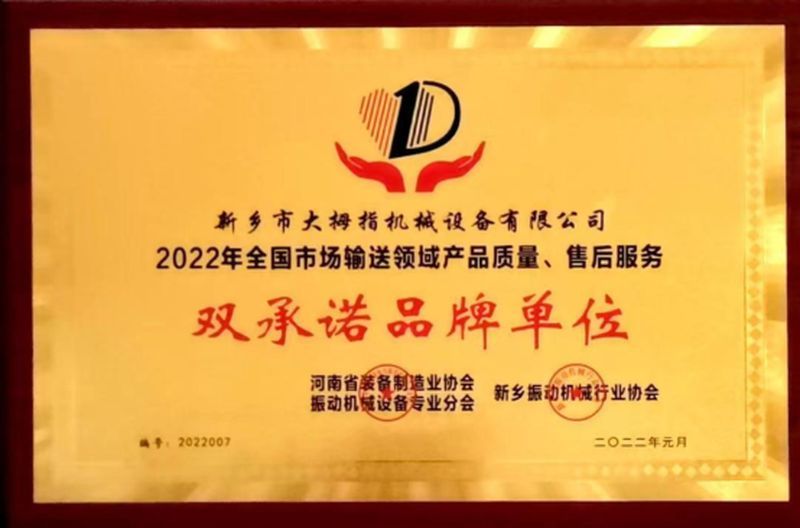 新乡市大拇指机械设备有限公司
2022年全国市场输送领域产品质量、售后服务
双承诺品牌单位
河南省装备制造业协会
振动机械设备专业分会
新乡振动机械行业协会
编号：2022007
二〇二二年元月